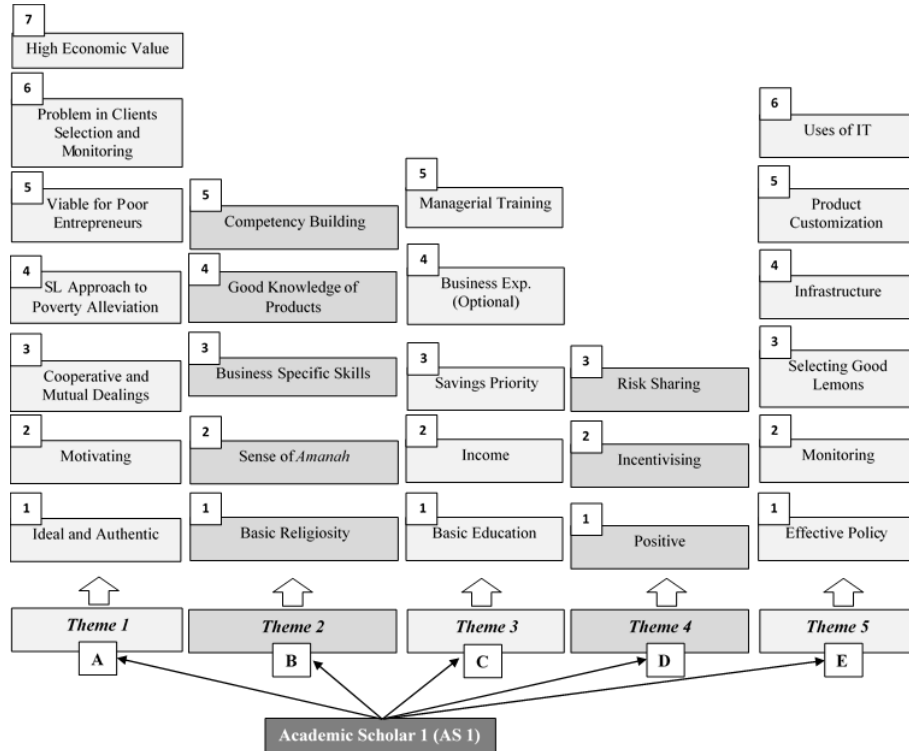 7
High Economic Value
6
Problem in Clients
Selection and
Monitoring
5
Viable for Poor
Entrepreneurs
4
SL Approach to
Poverty Alleviation
3
Cooperative and
Mutual Dealings
2
Motivating
1
Ideal and Authentic
Theme 1
A
5
Competency Building
4
Good Knowledge of
Products
3
Business Specific Skills
2
Sense of Amanah
1
Basic Religiosity
Theme 2
B
5
Managerial Training
4
Business Exp.
(Optional)
3
Savings Priority
2
Income
1
Basic Education
Theme 3
C
3
Risk Sharing
2
Incentivising
1
Positive
Theme 4
D
6
Uses of IT
5
Product
Customization
4
Infrastructure
3
Selecting Good
Lemons
2
Monitoring
1
Effective Policy
Theme 5
E
Academic Scholar 1 (AS 1)